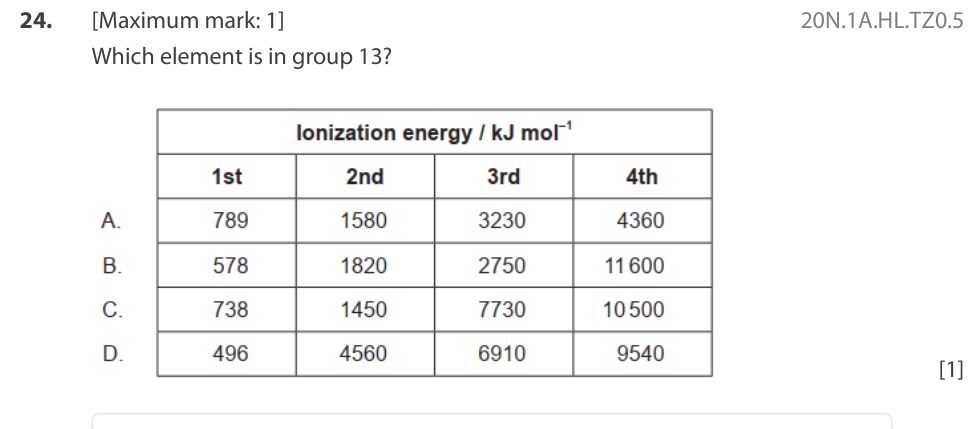 24. [Maximum mark: 1] 20N.1A.HL.TZ0.5
Which element is in group 13?
Ionization energy / kJ mol⁻¹
1st 2nd 3rd 4th
A. 789 1580 3230 4360
B. 578 1820 2750 11 600
C. 738 1450 7730 10 500
D. 496 4560 6910 9540
[1]